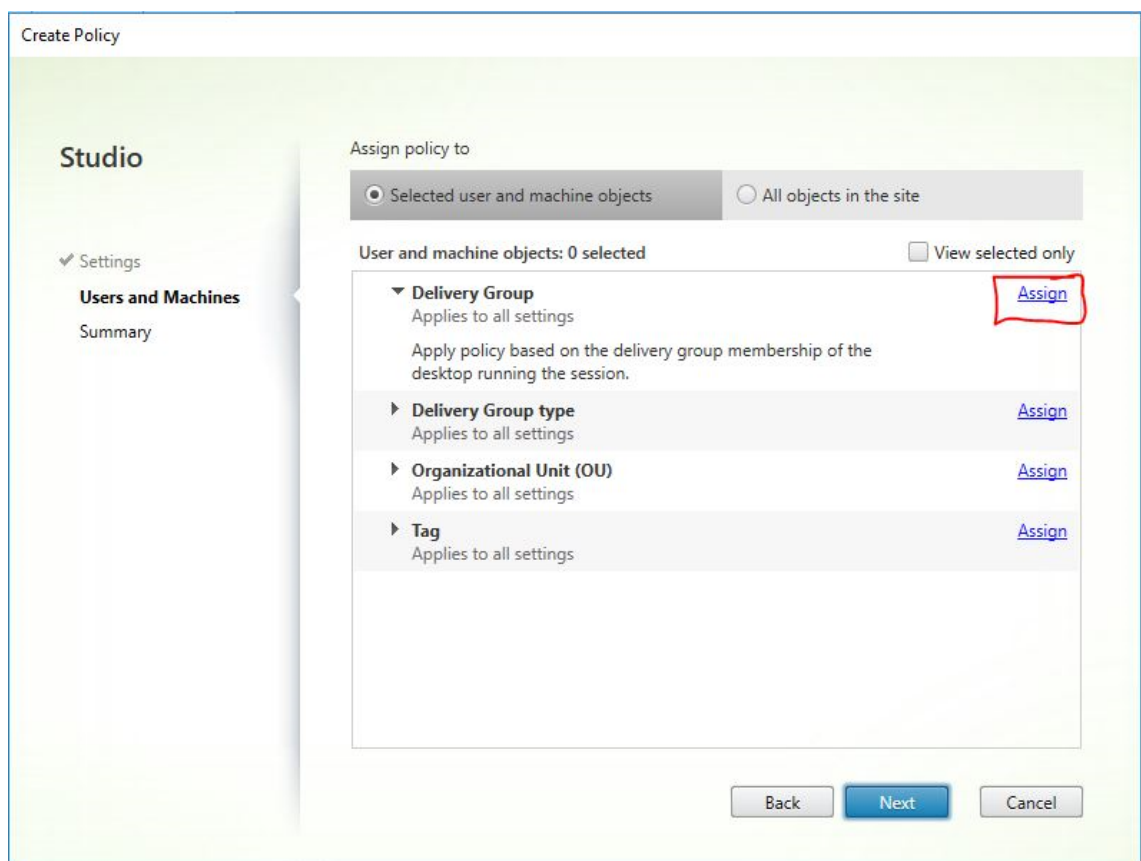 Create Policy
Studio
Settings
Users and Machines
Summary
Assign policy to
Selected user and machine objects
All objects in the site
User and machine objects: 0 selected
View selected only
Delivery Group
Assign
Applies to all settings
Apply policy based on the delivery group membership of the
desktop running the session.
Delivery Group type
Assign
Applies to all settings
Organizational Unit (OU)
Assign
Applies to all settings
Tag
Assign
Applies to all settings
Back
Next
Cancel